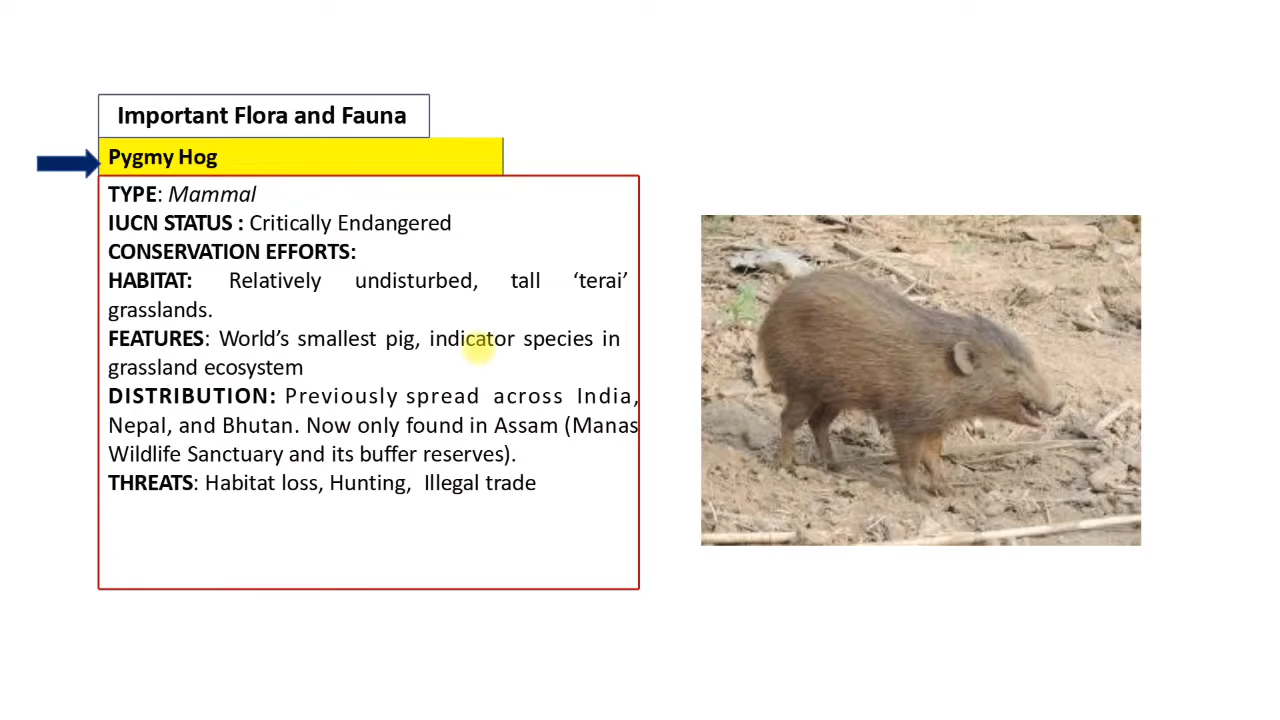 Important Flora and Fauna
Pygmy Hog
TYPE: Mammal
IUCN STATUS : Critically Endangered
CONSERVATION EFFORTS:
HABITAT: Relatively undisturbed, tall ‘terai’
grasslands.
FEATURES: World’s smallest pig, indicator species in
grassland ecosystem
DISTRIBUTION: Previously spread across India,
Nepal, and Bhutan. Now only found in Assam (Manas
Wildlife Sanctuary and its buffer reserves).
THREATS: Habitat loss, Hunting, Illegal trade